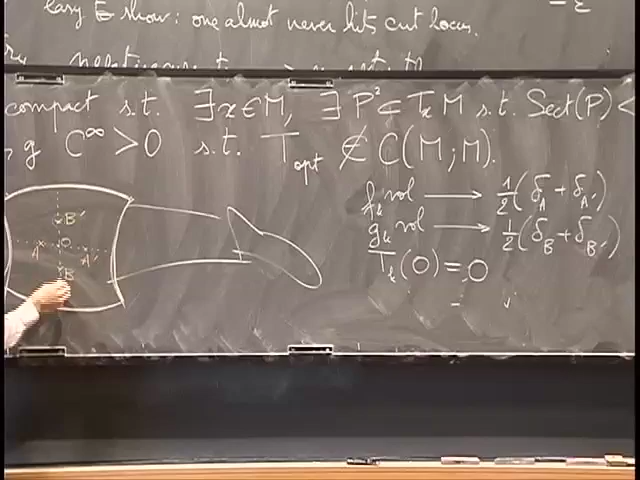 easy E show: one almost never hits cut locus.
- ε
compact s.t. ∃x∈M, ∃ P² ⊂ TₓM s.t. Sect(P) <
, g C^∞ > 0 s.t. T_opt ∉ C(M;M).
f_k vol ⟶ ½(δ_A + δ_A')
g_k vol ⟶ ½(δ_B + δ_B')
T_k(0) = 0
B'
O
A A'
B